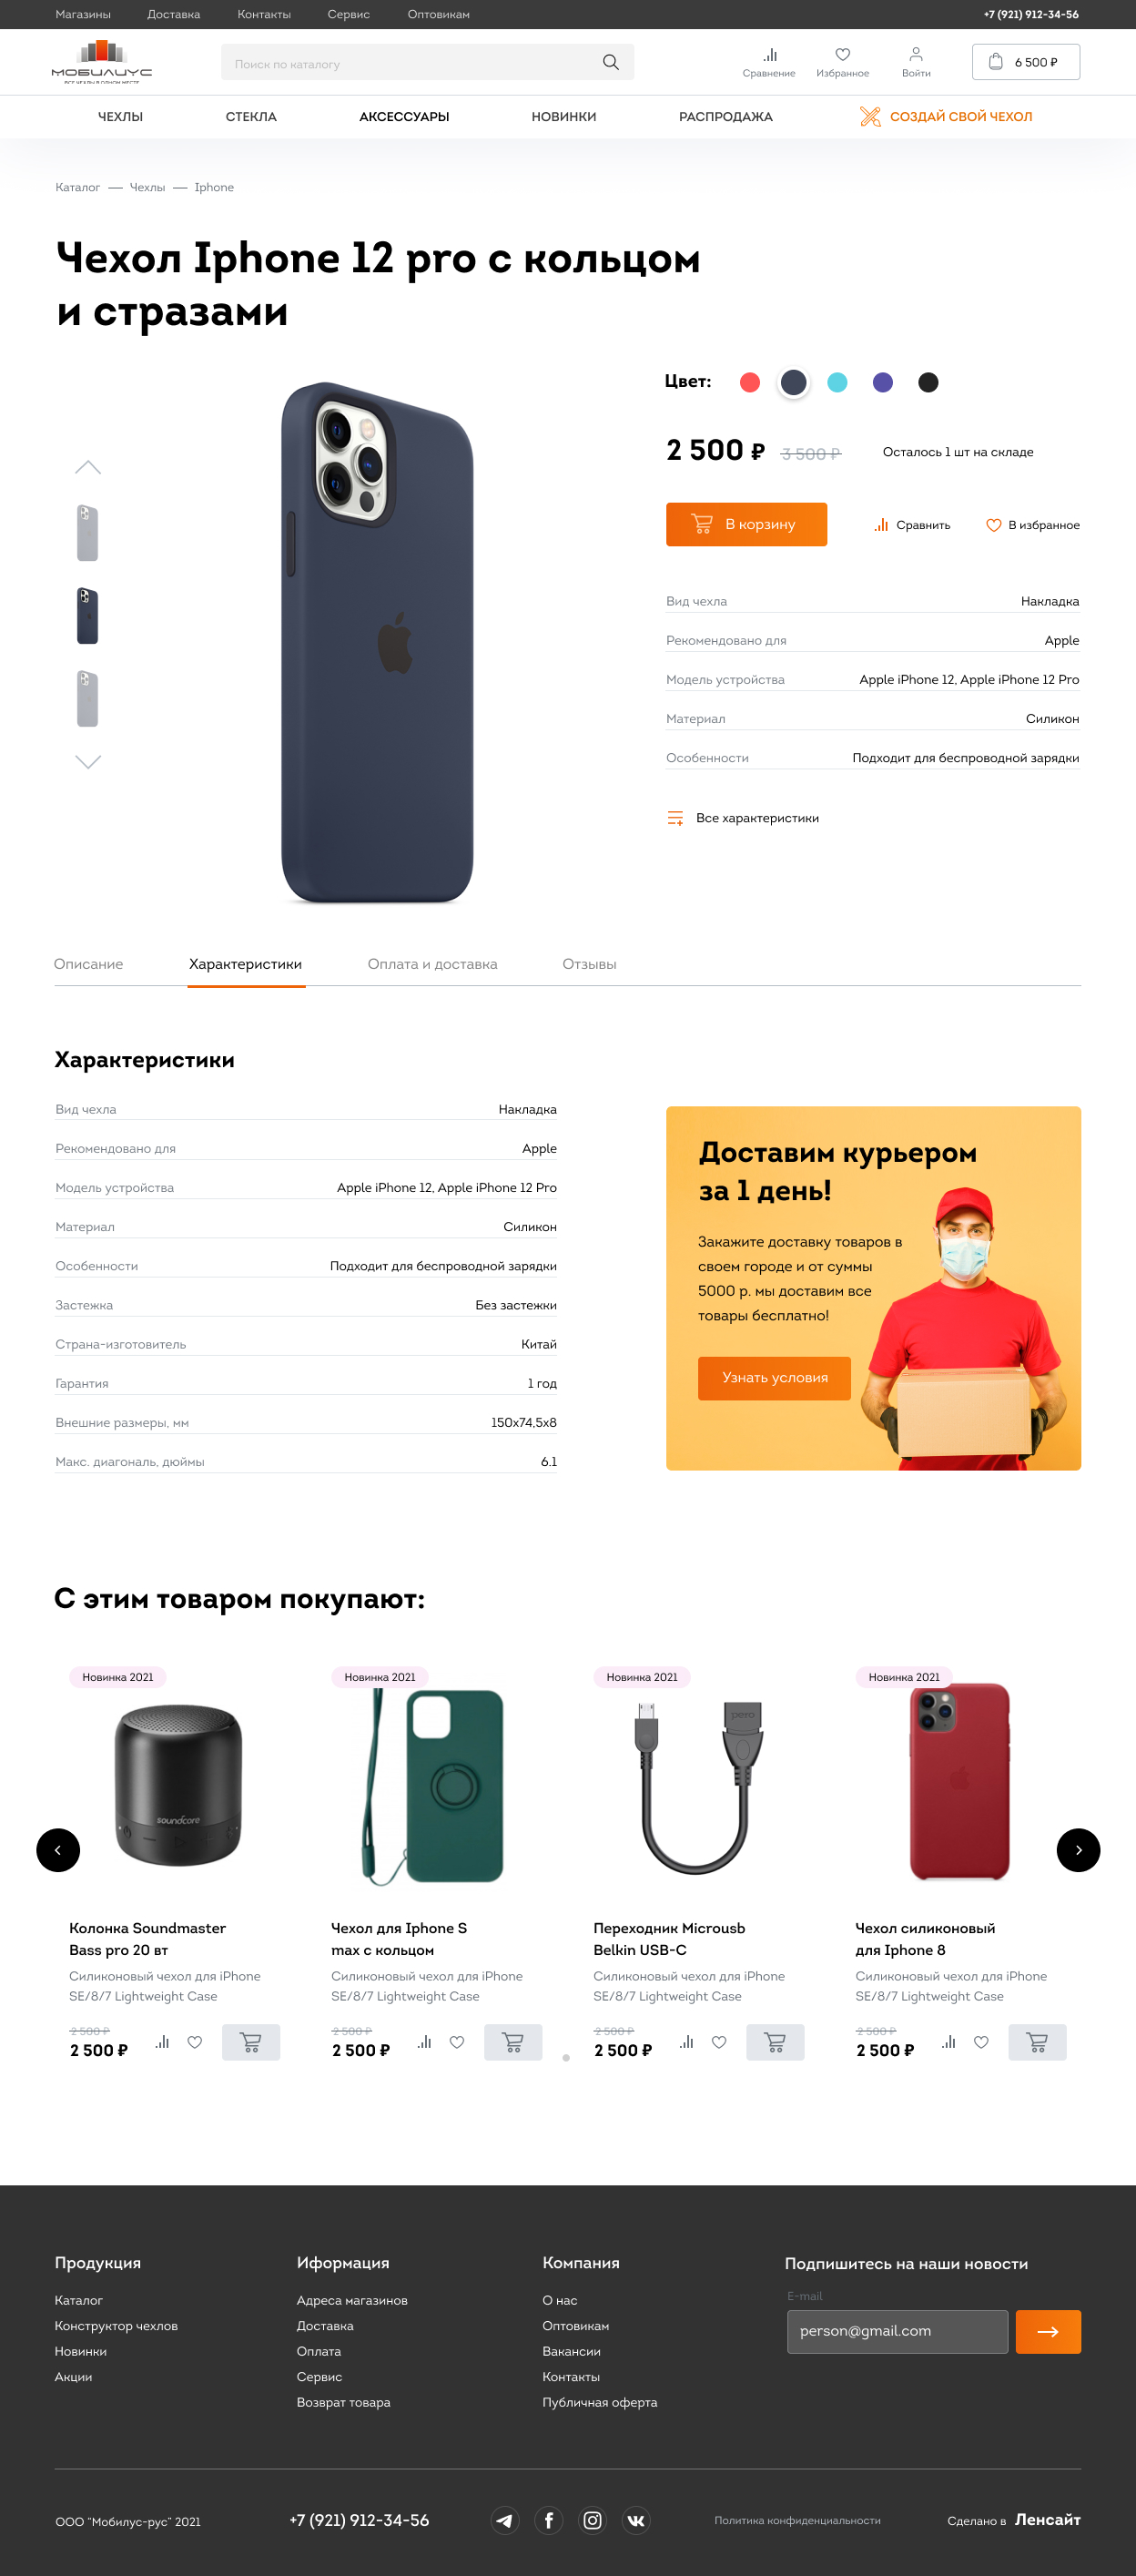 Магазины Доставка Контакты Сервис Оптовикам +7 (921) 912-34-56
МОБИЛИУС
ВСЕ ЧЕХЛЫ В ОДНОМ МЕСТЕ
Поиск по каталогу
Сравнение Избранное Войти 6 500 ₽
ЧЕХЛЫ СТЕКЛА АКСЕССУАРЫ НОВИНКИ РАСПРОДАЖА СОЗДАЙ СВОЙ ЧЕХОЛ
Каталог — Чехлы — Iphone
Чехол Iphone 12 pro с кольцом
и стразами
Цвет:
2 500 ₽ 3 500 ₽ Осталось 1 шт на складе
В корзину Сравнить В избранное
Вид чехла Накладка
Рекомендовано для Apple
Модель устройства Apple iPhone 12, Apple iPhone 12 Pro
Материал Силикон
Особенности Подходит для беспроводной зарядки
Все характеристики
Описание Характеристики Оплата и доставка Отзывы
Характеристики
Вид чехла Накладка
Рекомендовано для Apple
Модель устройства Apple iPhone 12, Apple iPhone 12 Pro
Материал Силикон
Особенности Подходит для беспроводной зарядки
Застежка Без застежки
Страна-изготовитель Китай
Гарантия 1 год
Внешние размеры, мм 150x74,5x8
Макс. диагональ, дюймы 6.1
Доставим курьером
за 1 день!
Закажите доставку товаров в
своем городе и от суммы
5000 р. мы доставим все
товары бесплатно!
Узнать условия
С этим товаром покупают:
Новинка 2021 Новинка 2021 Новинка 2021 Новинка 2021
pero
soundcore
Колонка Soundmaster
Bass pro 20 вт
Силиконовый чехол для iPhone
SE/8/7 Lightweight Case
2 500 ₽
2 500 ₽
Чехол для Iphone S
max с кольцом
Силиконовый чехол для iPhone
SE/8/7 Lightweight Case
2 500 ₽
2 500 ₽
Переходник Microusb
Belkin USB-C
Силиконовый чехол для iPhone
SE/8/7 Lightweight Case
2 500 ₽
2 500 ₽
Чехол силиконовый
для Iphone 8
Силиконовый чехол для iPhone
SE/8/7 Lightweight Case
2 500 ₽
2 500 ₽
Продукция
Каталог
Конструктор чехлов
Новинки
Акции
Иформация
Адреса магазинов
Доставка
Оплата
Сервис
Возврат товара
Компания
О нас
Оптовикам
Вакансии
Контакты
Публичная оферта
Подпишитесь на наши новости
E-mail
person@gmail.com
ООО "Мобилус-рус" 2021 +7 (921) 912-34-56 Политика конфиденциальности Сделано в Ленсайт